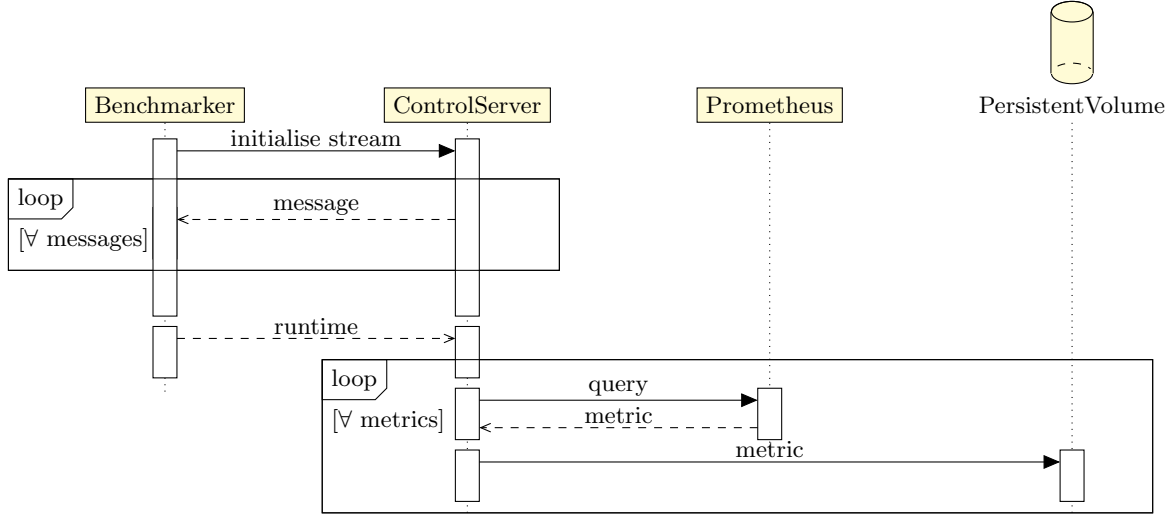 Benchmarker
ControlServer
Prometheus
PersistentVolume
initialise stream
loop
message
[∀ messages]
runtime
loop
query
[∀ metrics]
metric
metric